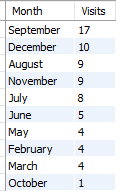 Month Visits
September 17
December 10
August 9
November 9
July 8
June 5
May 4
February 4
March 4
October 1